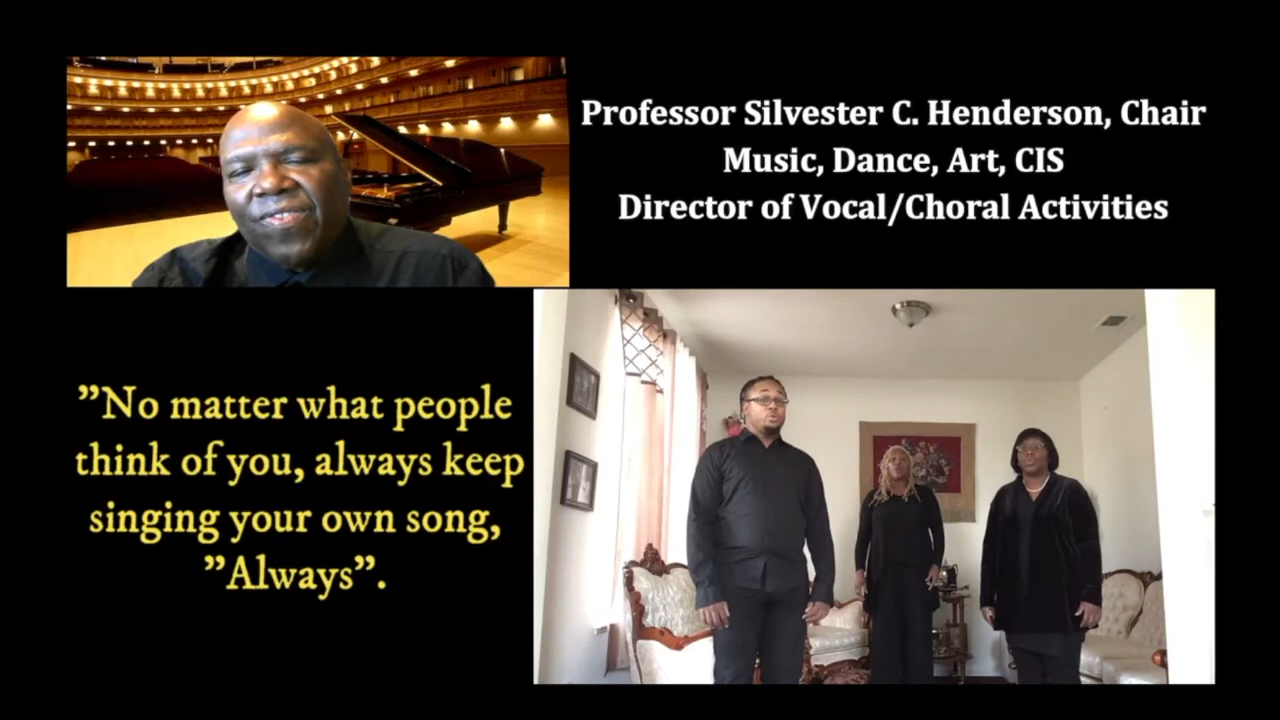 Professor Silvester C. Henderson, Chair
Music, Dance, Art, CIS
Director of Vocal/Choral Activities
”No matter what people
think of you, always keep
singing your own song,
”Always”.